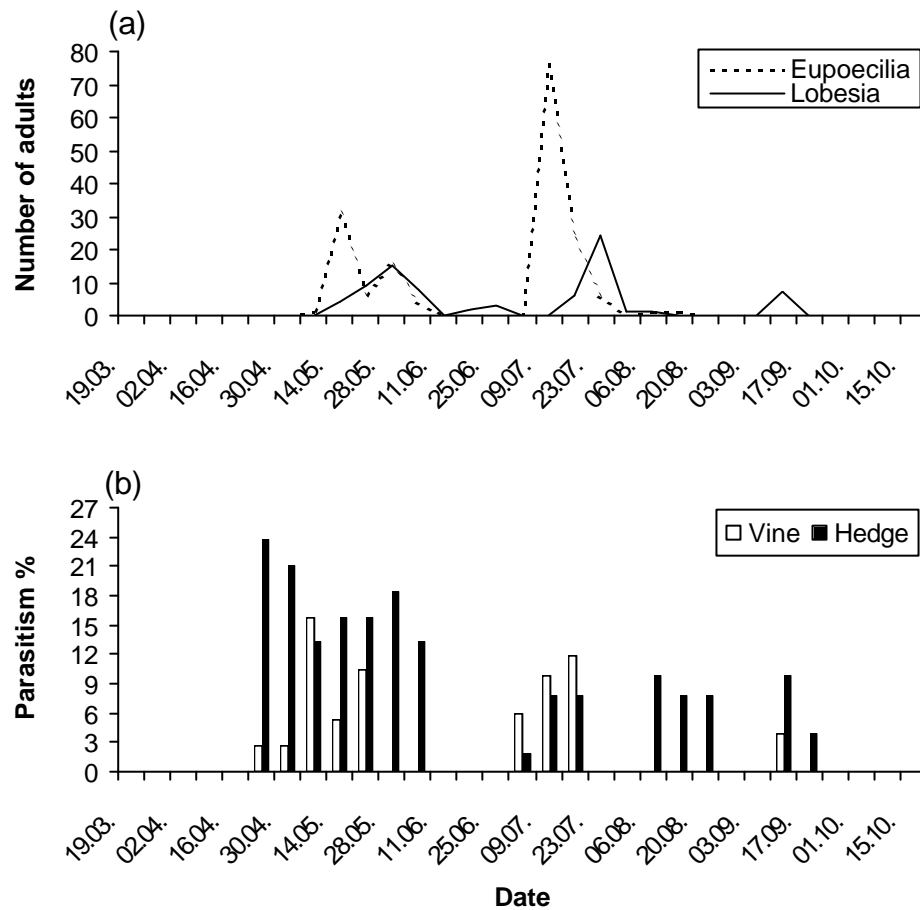 (a)
Number of adults
80
70
60
50
40
30
20
10
0
Eupoecilia
Lobesia
19.03. 02.04. 16.04. 30.04. 14.05. 28.05. 11.06. 25.06. 09.07. 23.07. 06.08. 20.08. 03.09. 17.09. 01.10. 15.10.
(b)
Parasitism %
27
24
21
18
15
12
9
6
3
0
Vine Hedge
19.03. 02.04. 16.04. 30.04. 14.05. 28.05. 11.06. 25.06. 09.07. 23.07. 06.08. 20.08. 03.09. 17.09. 01.10. 15.10.
Date